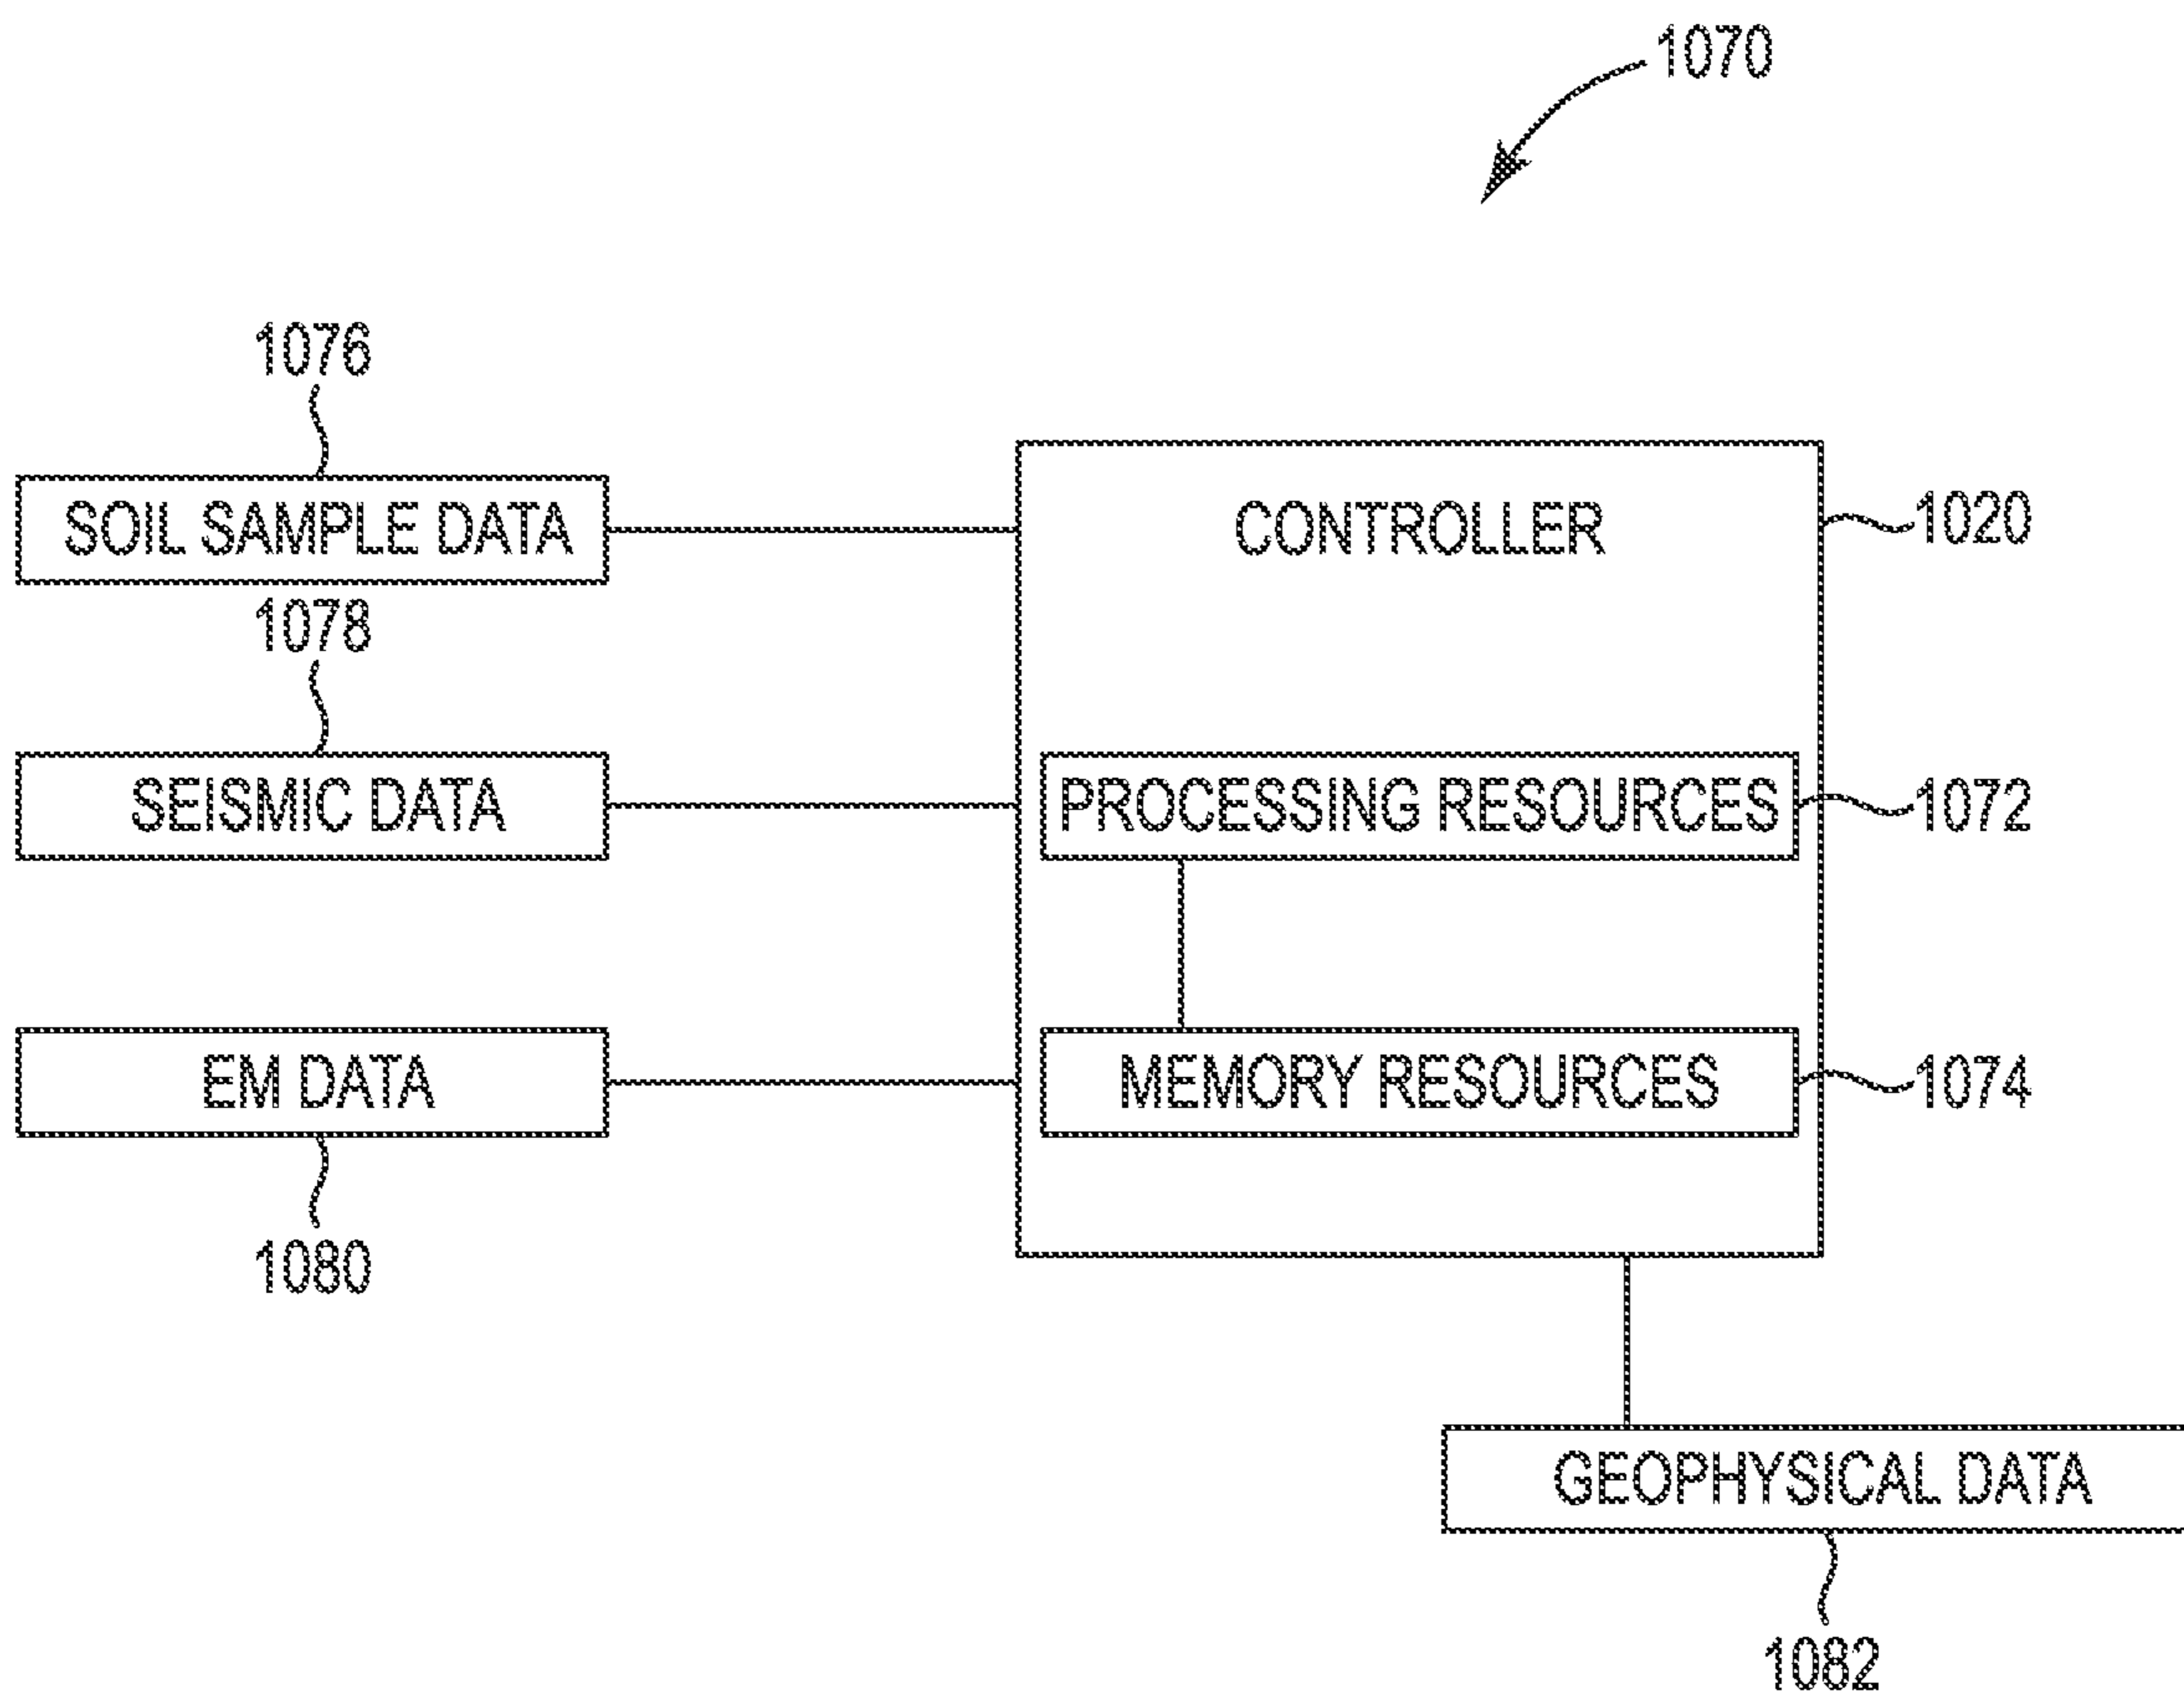 1070
1076
SOIL SAMPLE DATA
CONTROLLER
1020
1078
SEISMIC DATA
PROCESSING RESOURCES
1072
EM DATA
MEMORY RESOURCES
1074
1080
GEOPHYSICAL DATA
1082